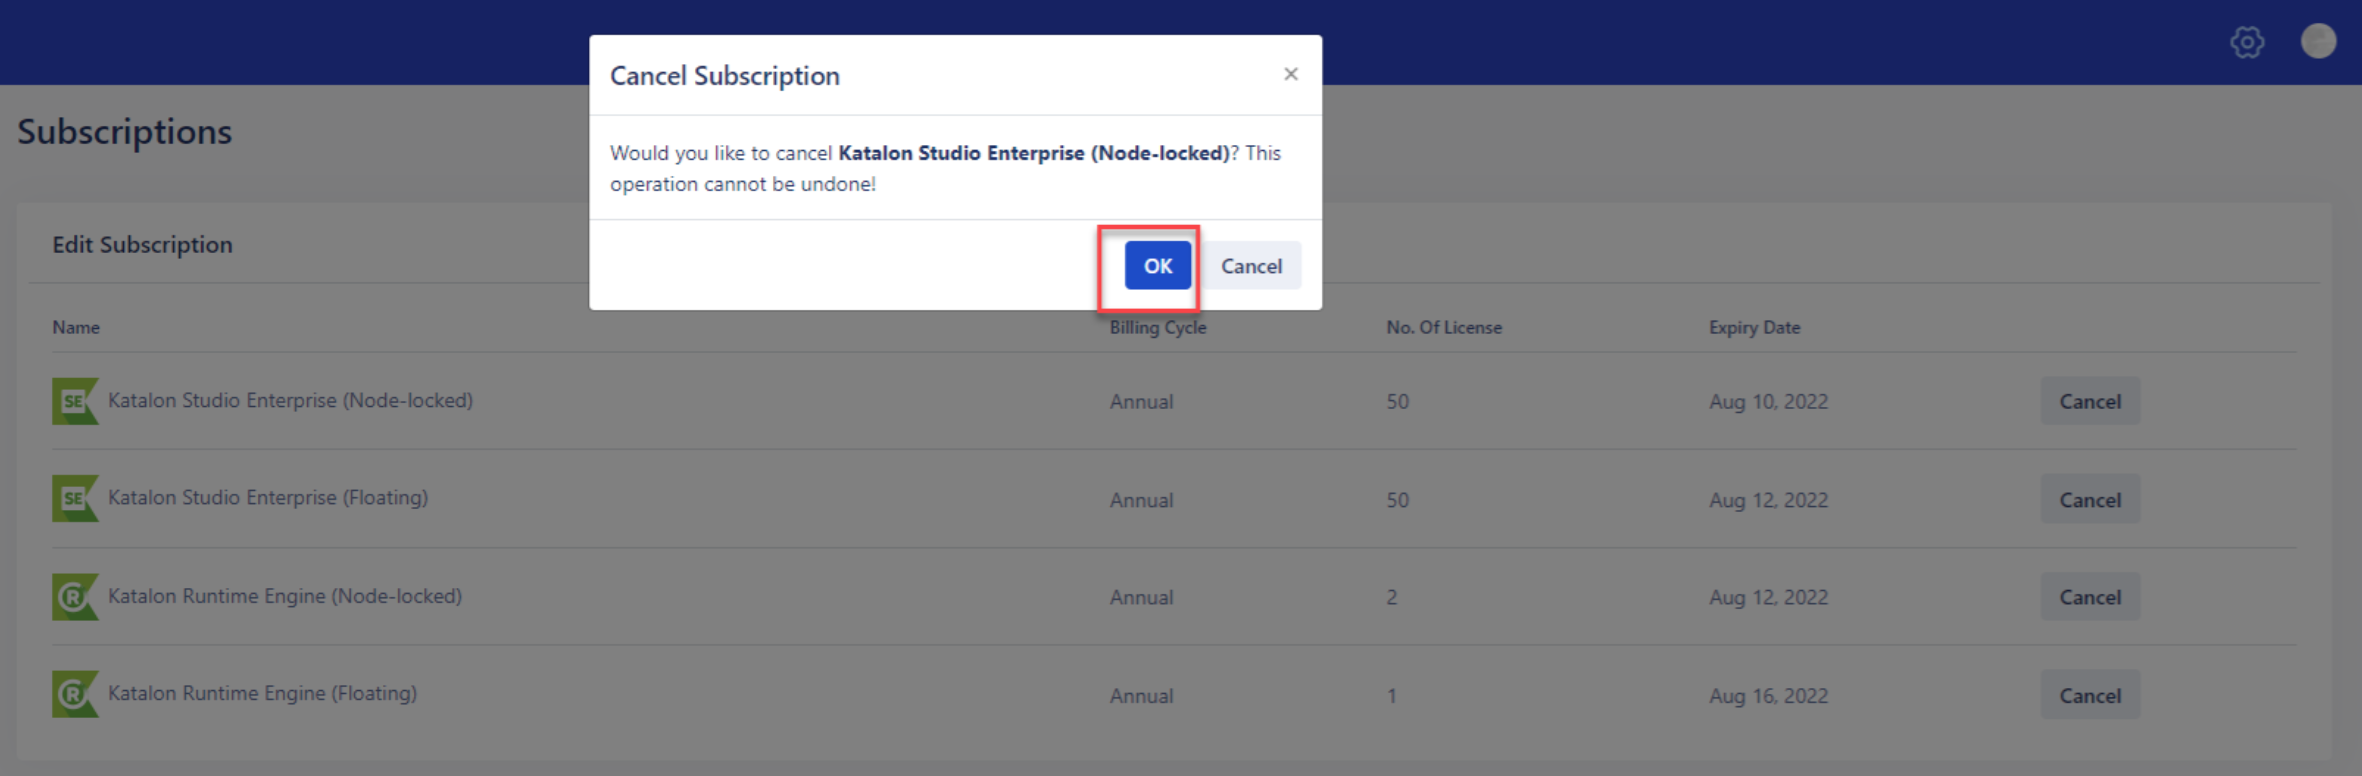 Cancel Subscription ×
Would you like to cancel Katalon Studio Enterprise (Node-locked)? This
operation cannot be undone!
OK Cancel
Subscriptions
Edit Subscription
Name Billing Cycle No. Of License Expiry Date
SE Katalon Studio Enterprise (Node-locked) Annual 50 Aug 10, 2022 Cancel
SE Katalon Studio Enterprise (Floating) Annual 50 Aug 12, 2022 Cancel
R Katalon Runtime Engine (Node-locked) Annual 2 Aug 12, 2022 Cancel
R Katalon Runtime Engine (Floating) Annual 1 Aug 16, 2022 Cancel